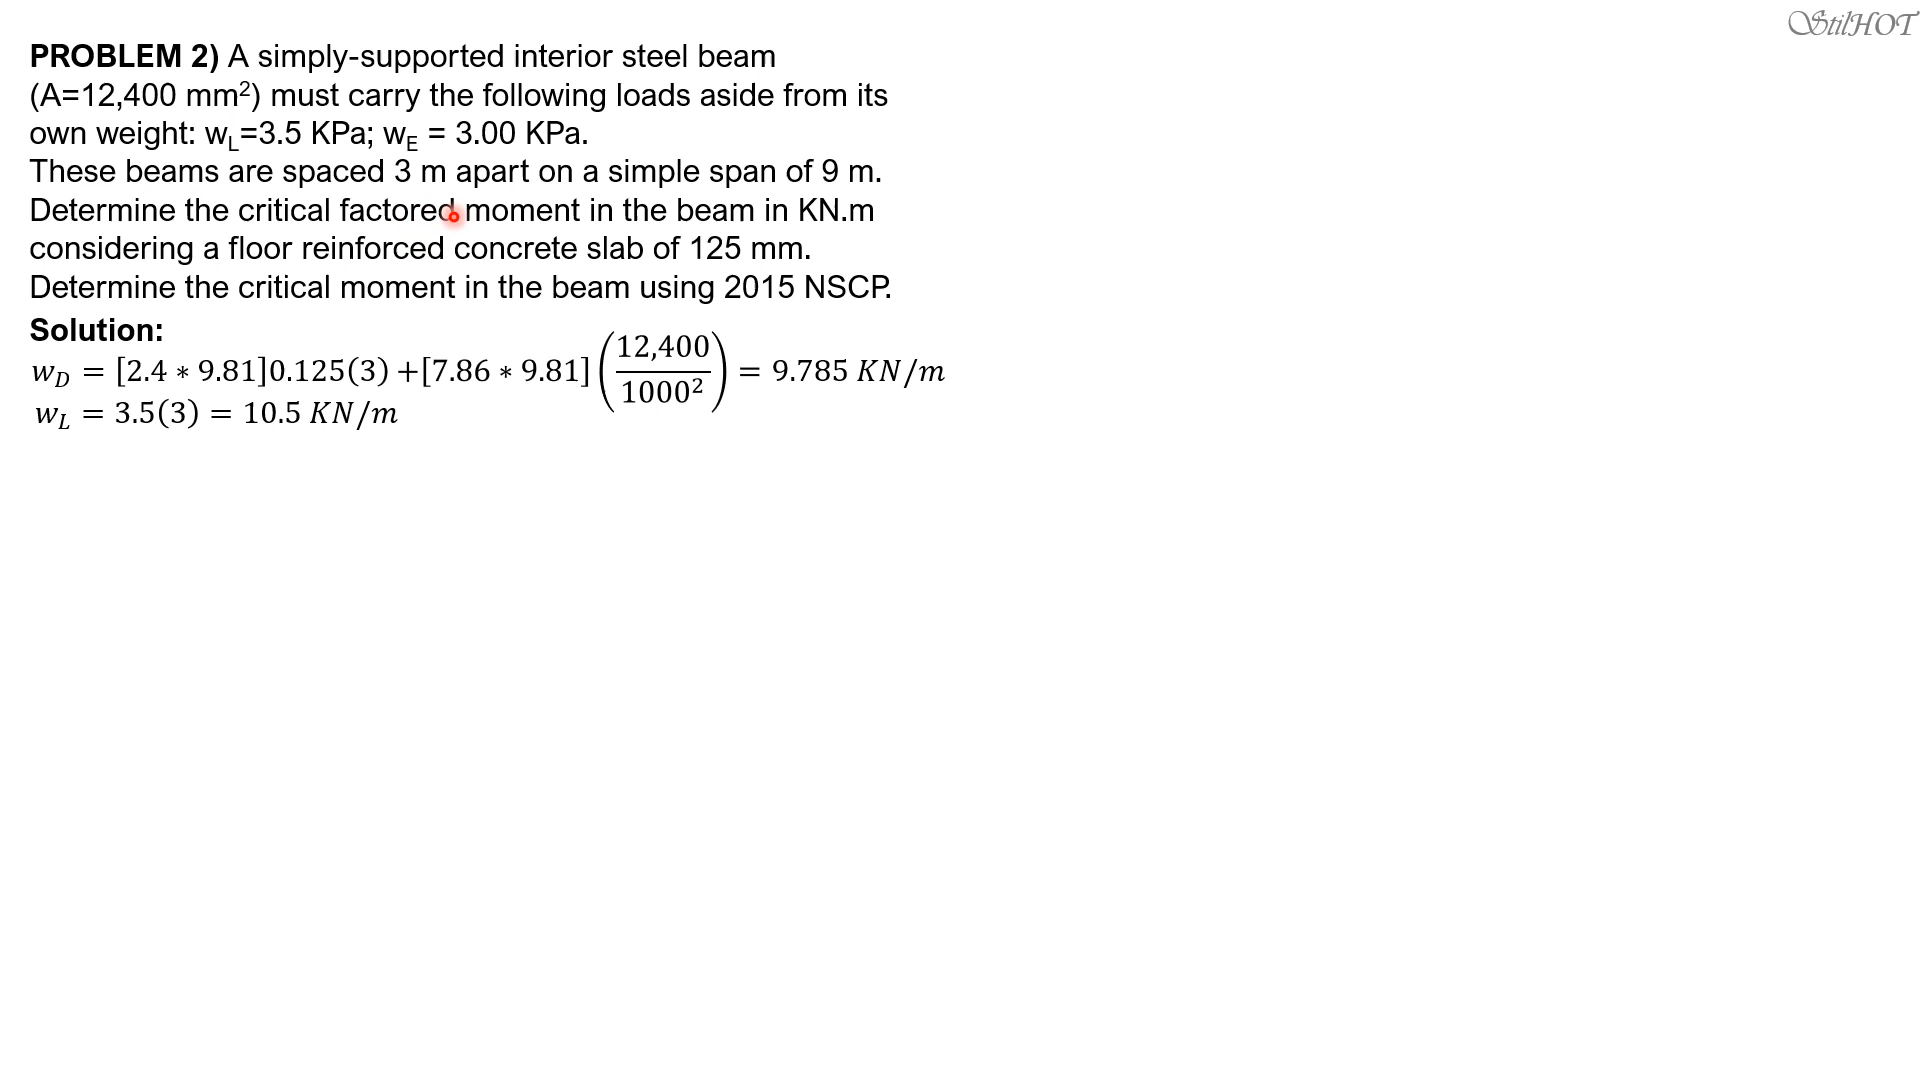 StilHOT
PROBLEM 2) A simply-supported interior steel beam
(A=12,400 mm²) must carry the following loads aside from its
own weight: w_L=3.5 KPa; w_E = 3.00 KPa.
These beams are spaced 3 m apart on a simple span of 9 m.
Determine the critical factored moment in the beam in KN.m
considering a floor reinforced concrete slab of 125 mm.
Determine the critical moment in the beam using 2015 NSCP.
Solution:
w_D = [2.4 * 9.81]0.125(3) +[7.86 * 9.81](12,400/1000²) = 9.785 KN/m
w_L = 3.5(3) = 10.5 KN/m